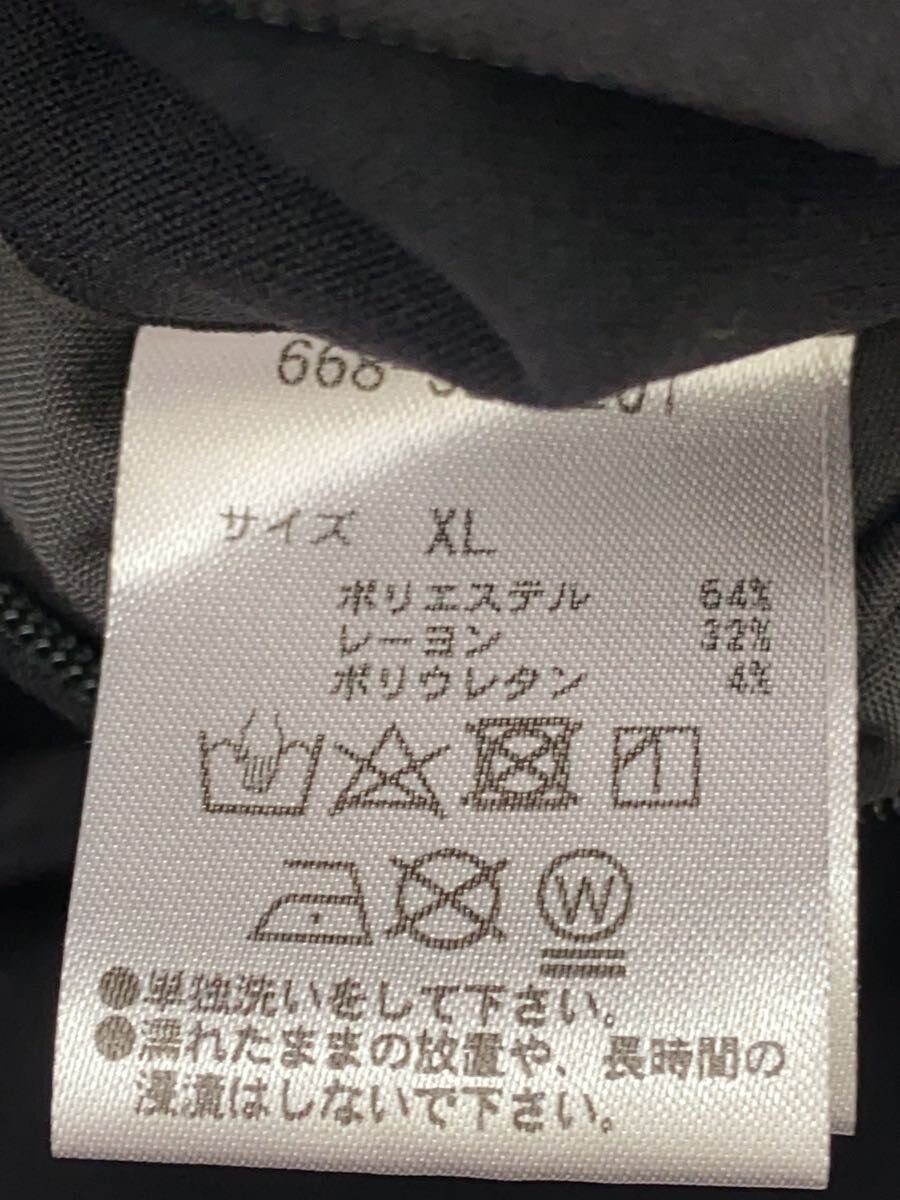 668
サイズ XL
ポリエステル 64%
レーヨン 32%
ポリウレタン 4%
W
●単独洗いをして下さい。
●濡れたままの放置や、長時間の
浸漬はしないで下さい。